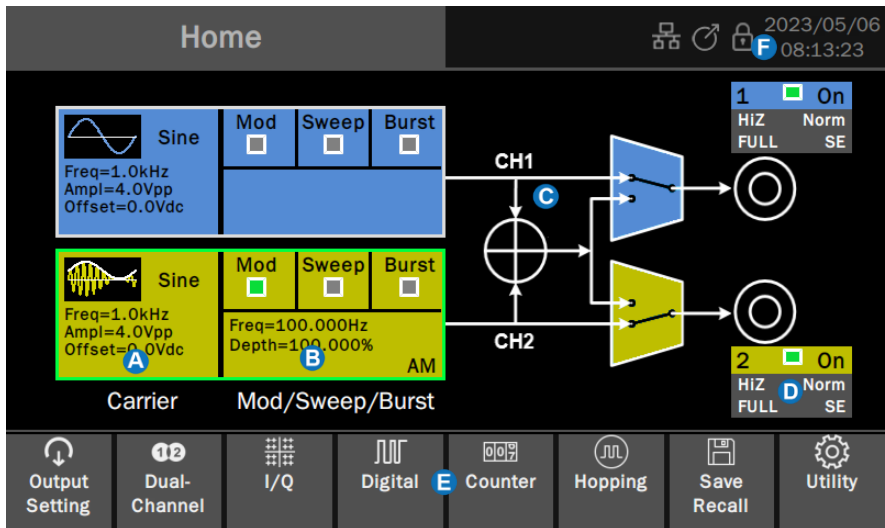 Home
2023/05/06
F
08:13:23
1 On
HiZ Norm
FULL SE
Sine
Freq=1.0kHz
Ampl=4.0Vpp
Offset=0.0Vdc
Mod Sweep Burst
CH1
C
Sine
Freq=1.0kHz
Ampl=4.0Vpp
Offset=0.0Vdc
A
Mod Sweep Burst
Freq=100.000Hz
Depth=100.000%
B
AM
CH2
2 On
HiZ Norm
D
FULL SE
Carrier Mod/Sweep/Burst
Output
Setting
1 2
Dual-
Channel
I/Q
Digital
E
Counter
Hopping
Save
Recall
Utility